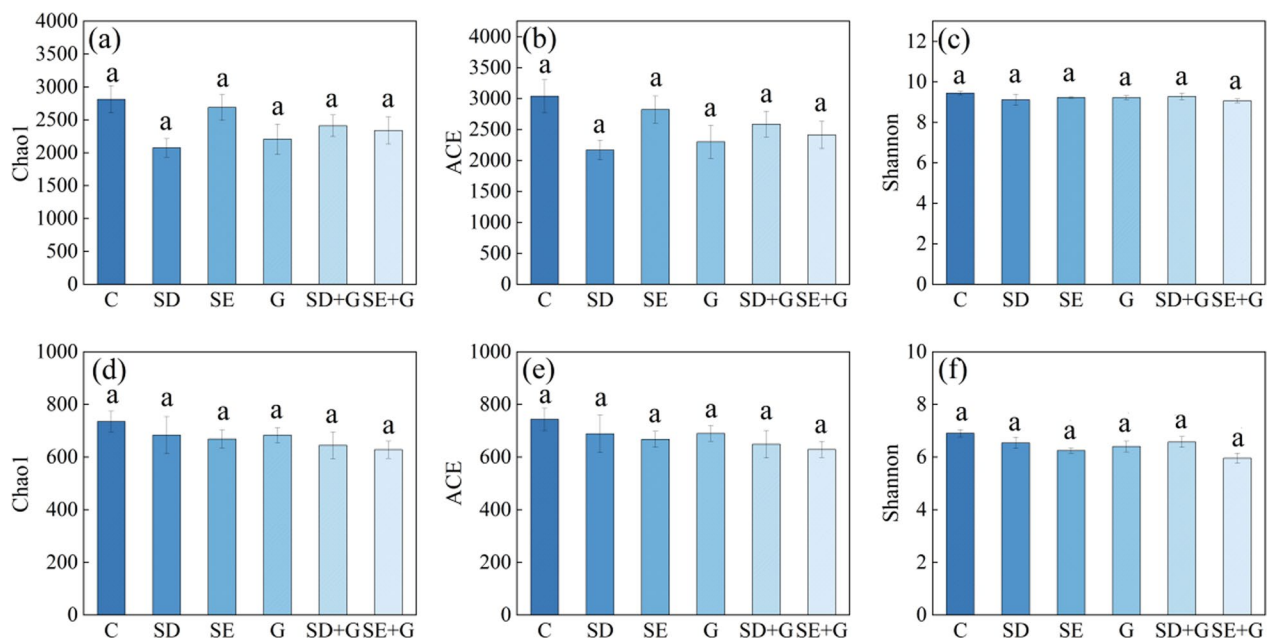 (a)
Chao1
4000
3500
3000
2500
2000
1500
1000
500
0
a a a a a a
C SD SE G SD+G SE+G
(b)
ACE
4000
3500
3000
2500
2000
1500
1000
500
0
a a a a a a
C SD SE G SD+G SE+G
(c)
Shannon
12
10
8
6
4
2
0
a a a a a a
C SD SE G SD+G SE+G
(d)
Chao1
1000
800
600
400
200
0
a a a a a a
C SD SE G SD+G SE+G
(e)
ACE
1000
800
600
400
200
0
a a a a a a
C SD SE G SD+G SE+G
(f)
Shannon
10
8
6
4
2
0
a a a a a a
C SD SE G SD+G SE+G